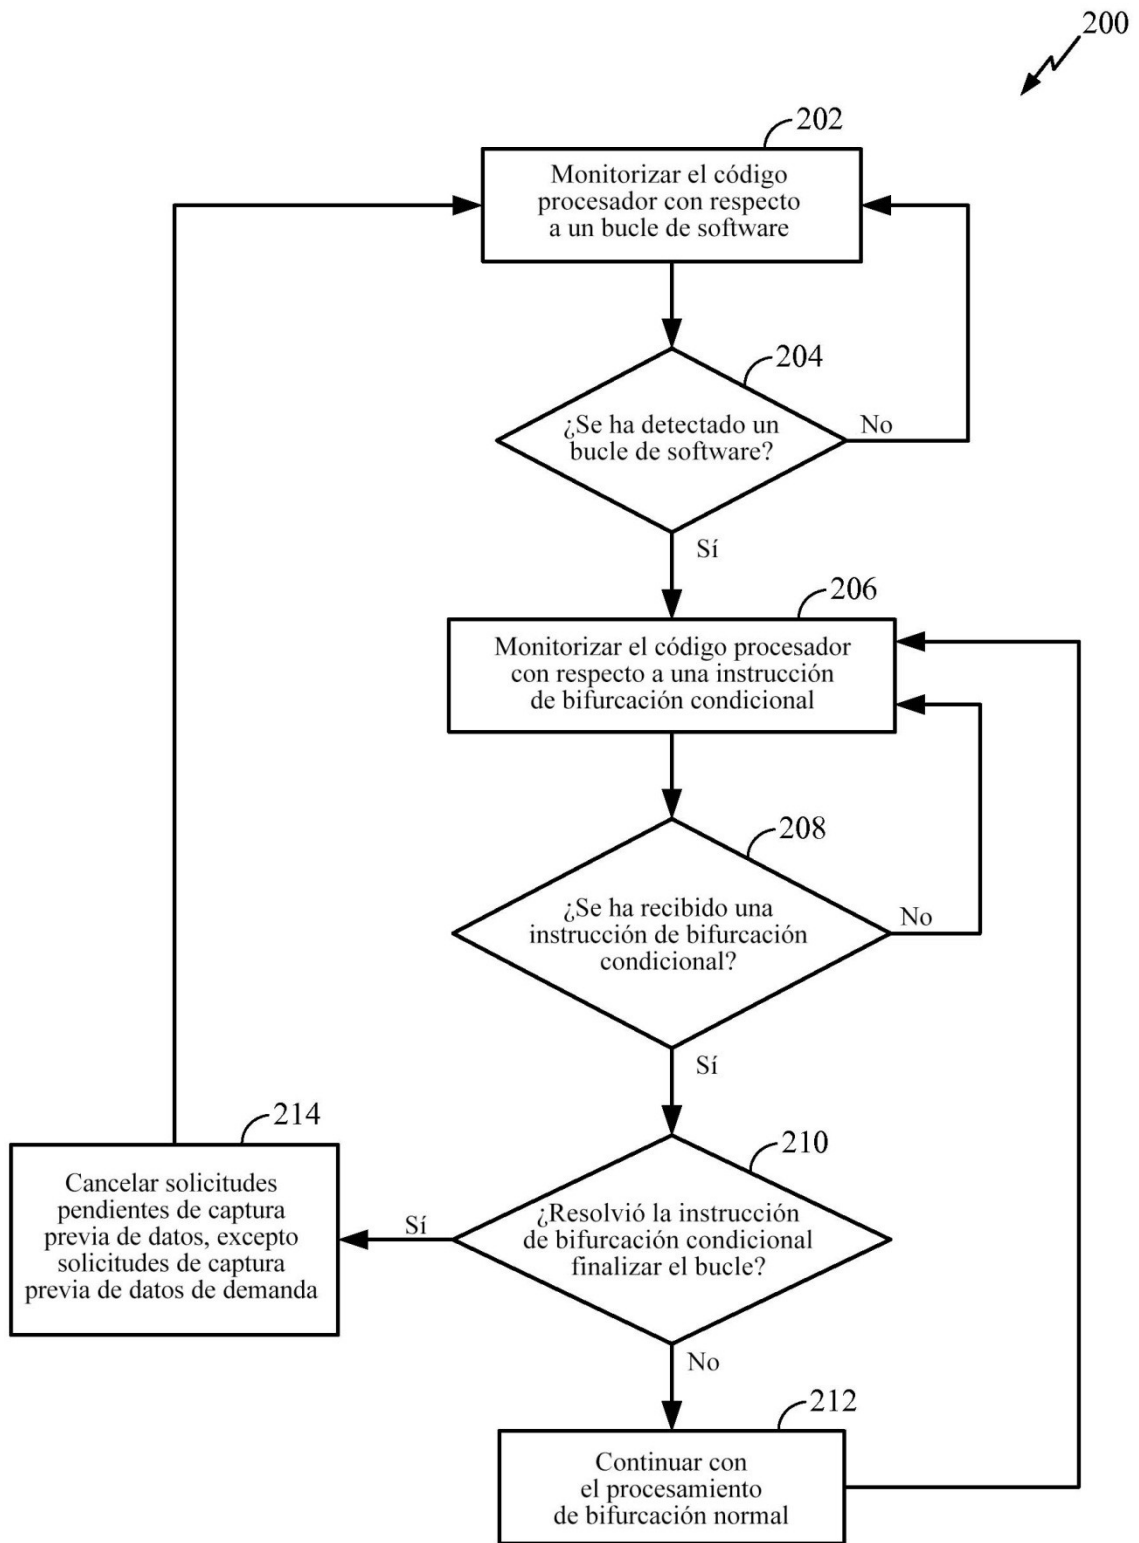 200
202
Monitorizar el código
procesador con respecto
a un bucle de software
204
¿Se ha detectado un
bucle de software?
No
Sí
206
Monitorizar el código procesador
con respecto a una instrucción
de bifurcación condicional
208
¿Se ha recibido una
instrucción de bifurcación
condicional?
No
Sí
210
¿Resolvió la instrucción
de bifurcación condicional
finalizar el bucle?
Sí
214
Cancelar solicitudes
pendientes de captura
previa de datos, excepto
solicitudes de captura
previa de datos de demanda
No
212
Continuar con
el procesamiento
de bifurcación normal